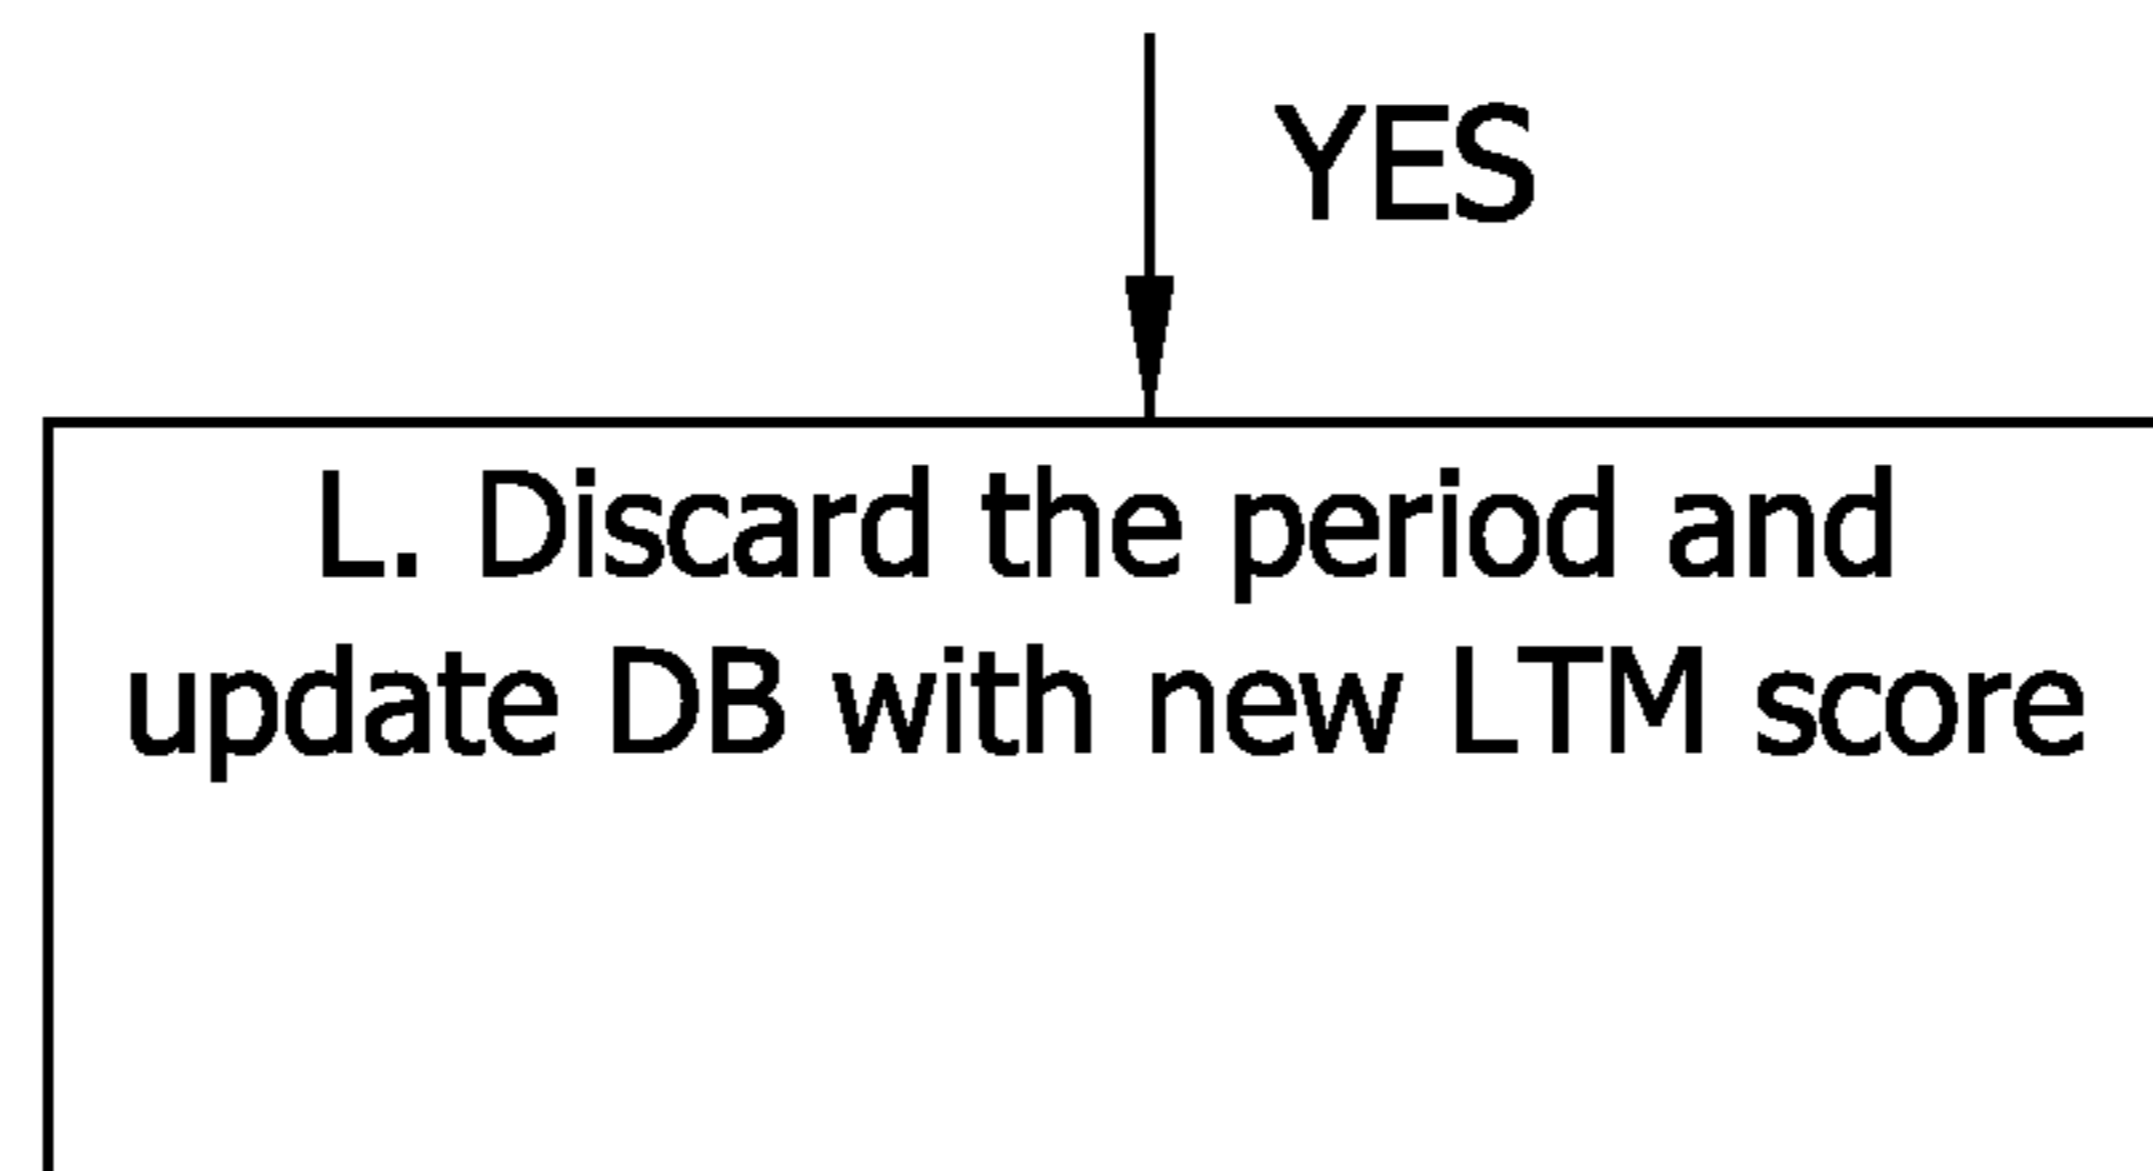 YES
L. Discard the period and
update DB with new LTM score